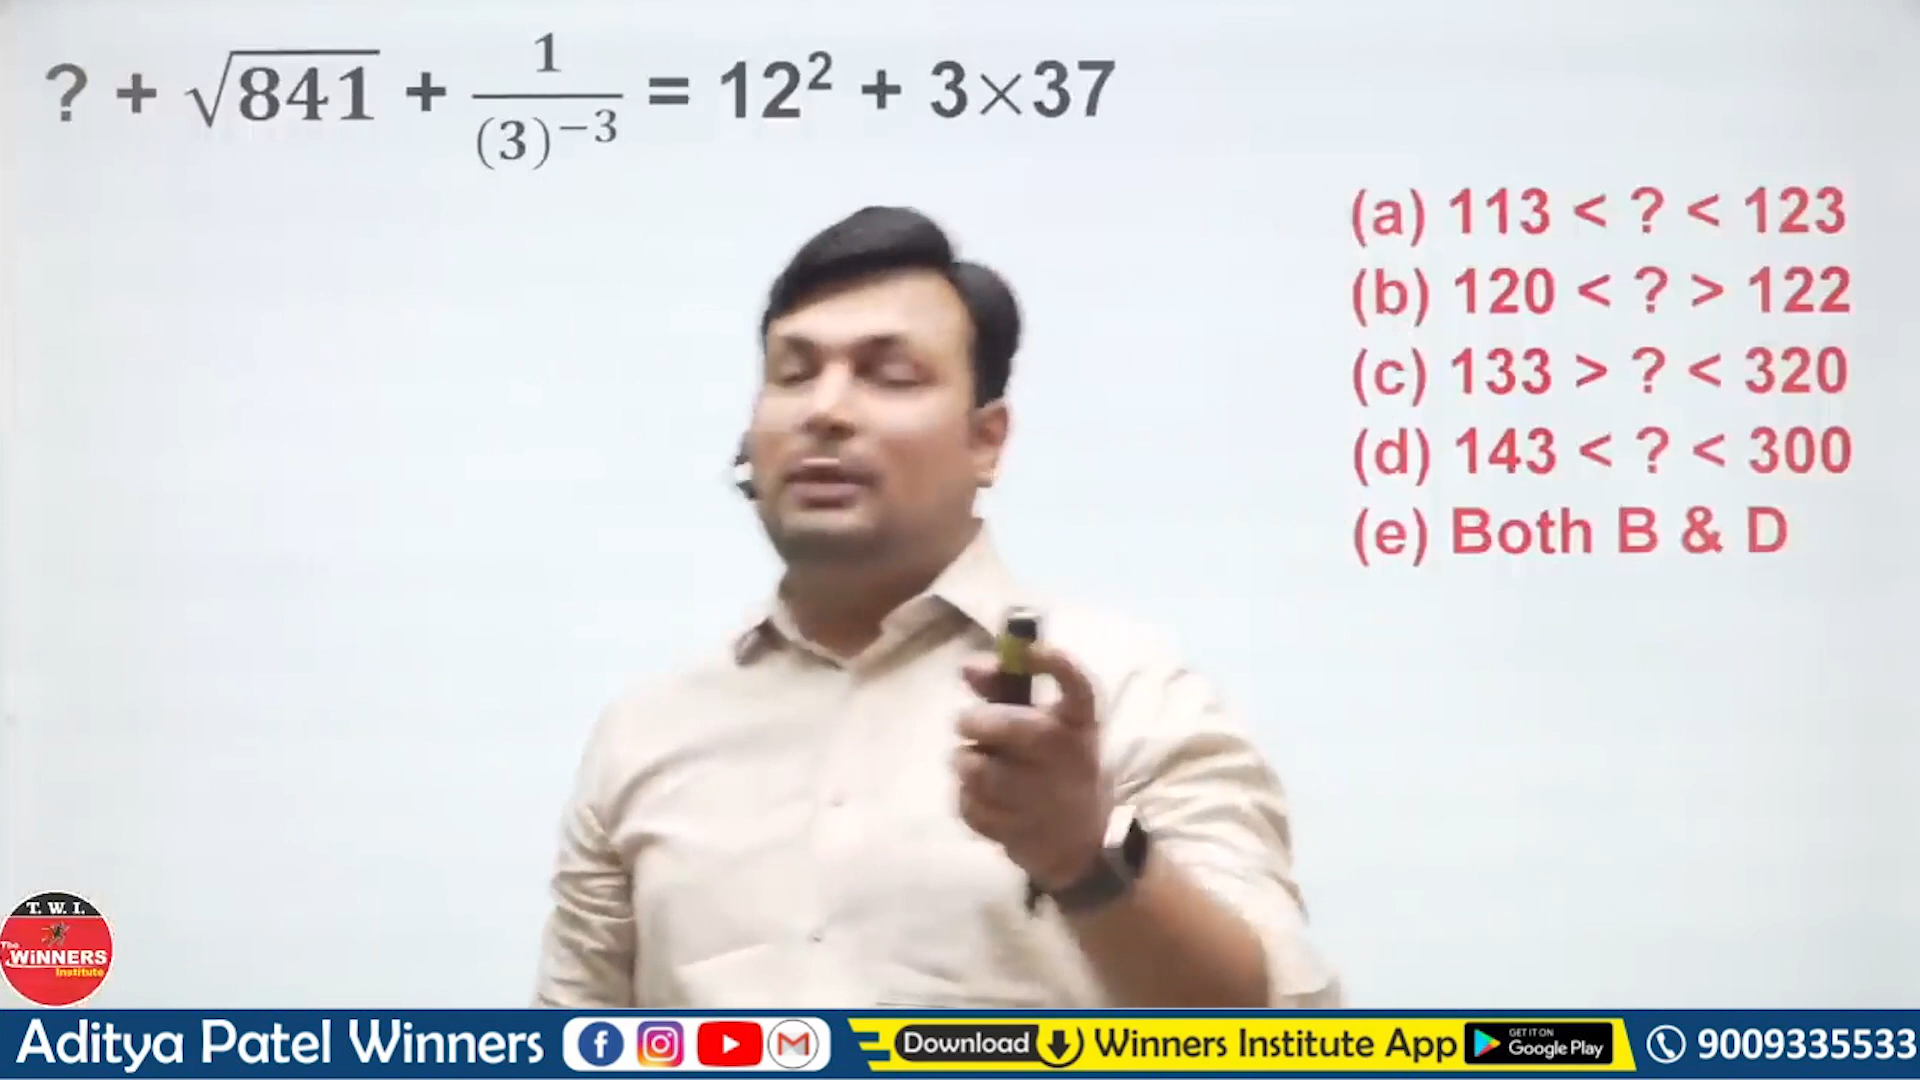 ? + √841 + 1/(3)⁻³ = 12² + 3×37
(a) 113 < ? < 123
(b) 120 < ? > 122
(c) 133 > ? < 320
(d) 143 < ? < 300
(e) Both B & D
T. W. I.
The
WiNNERS
Institute
Aditya Patel Winners
Download Winners Institute App GET IT ON Google Play 9009335533